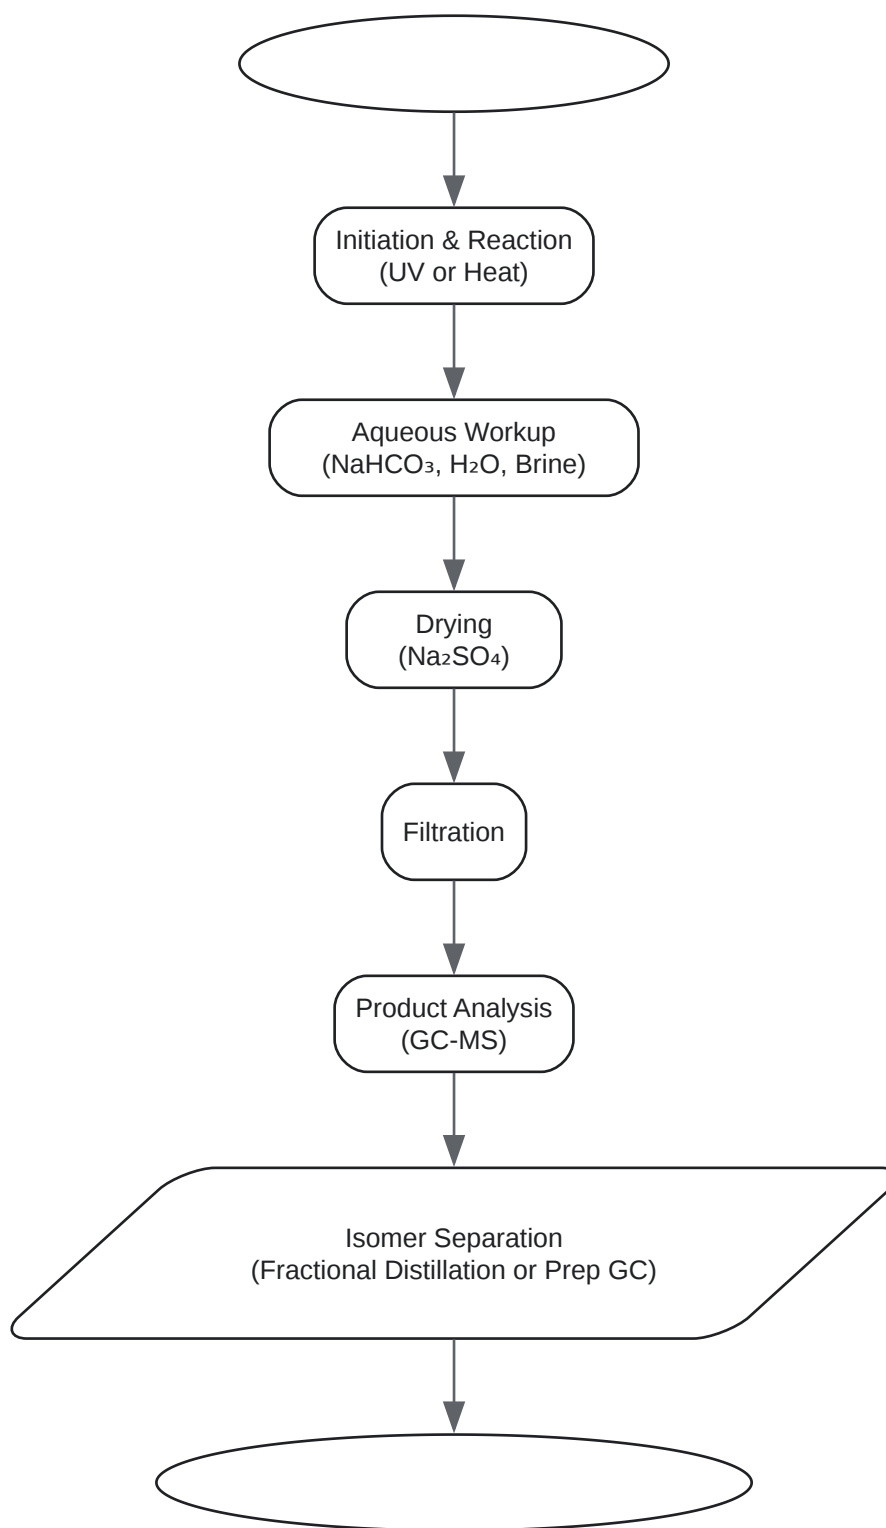 Initiation & Reaction
(UV or Heat)
Aqueous Workup
(NaHCO₃, H₂O, Brine)
Drying
(Na₂SO₄)
Filtration
Product Analysis
(GC-MS)
Isomer Separation
(Fractional Distillation or Prep GC)